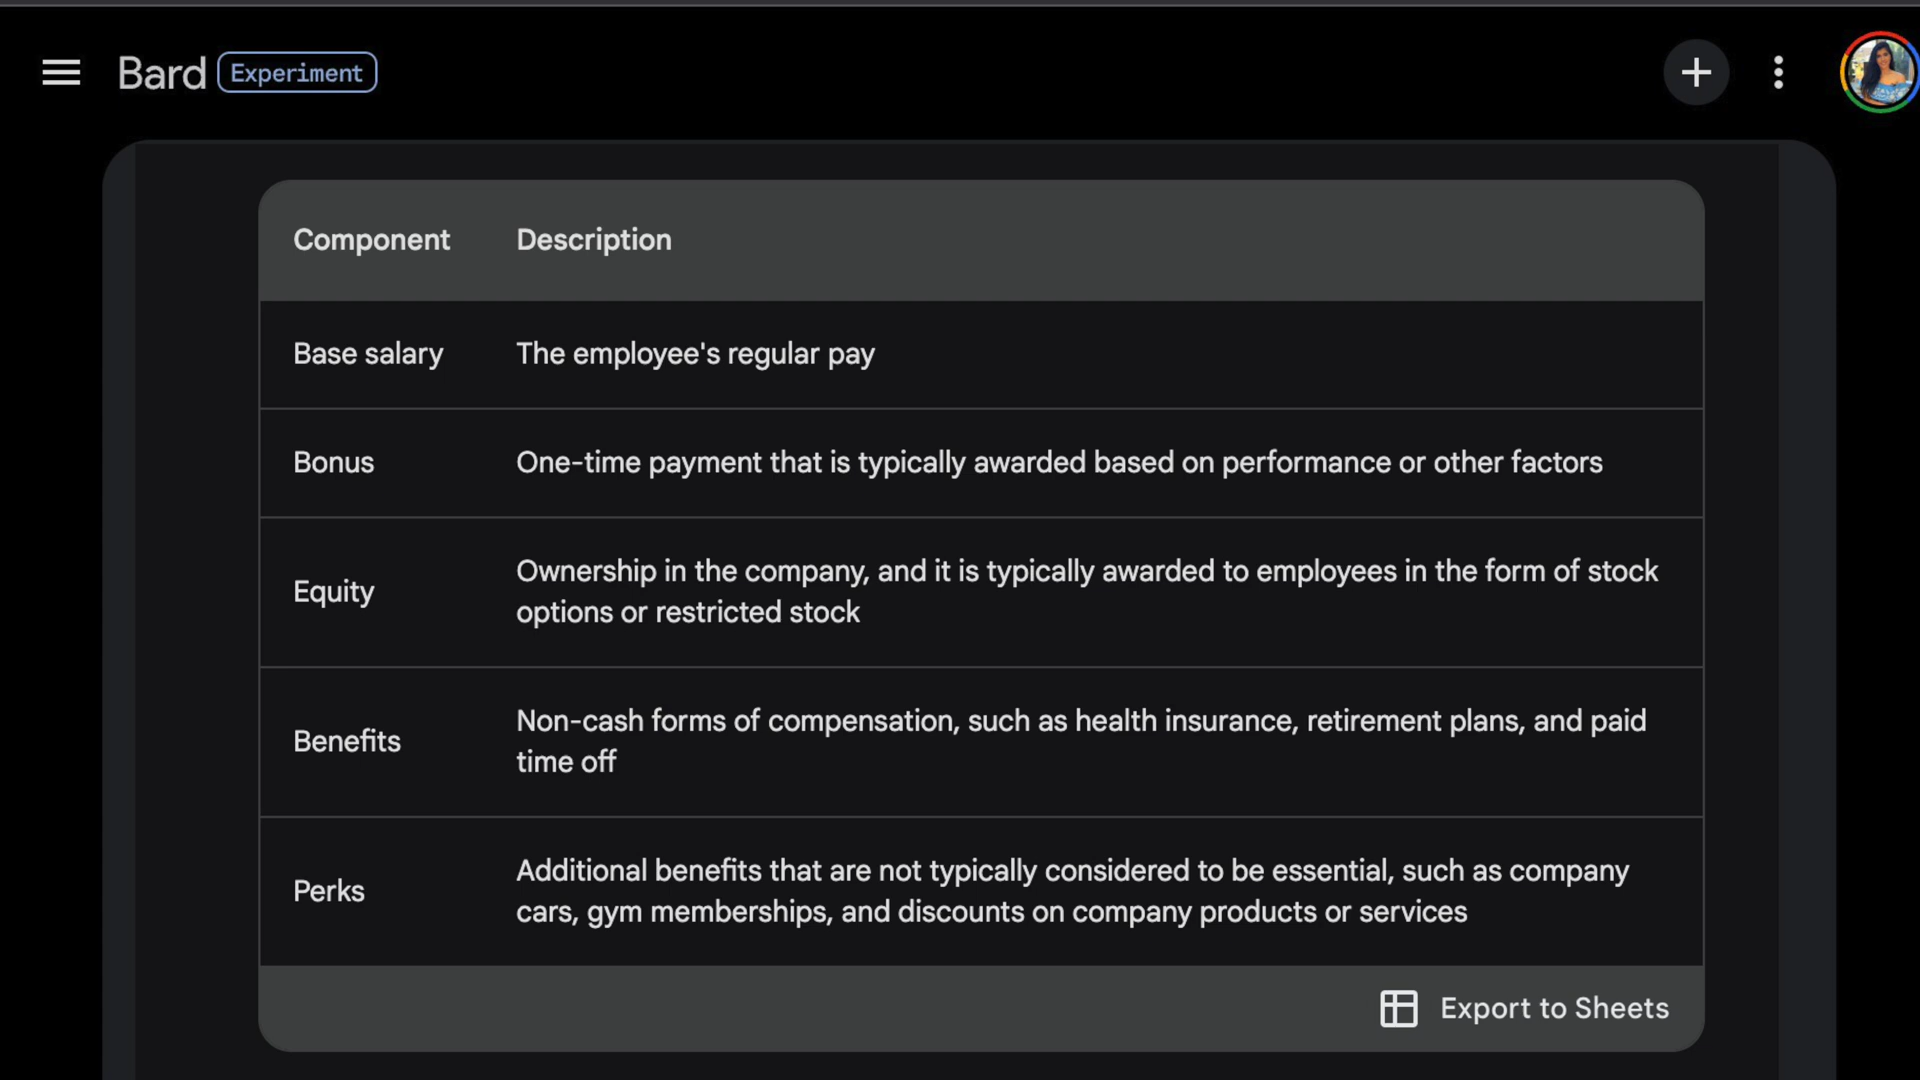 Bard Experiment
Component Description
Base salary The employee's regular pay
Bonus One-time payment that is typically awarded based on performance or other factors
Equity Ownership in the company, and it is typically awarded to employees in the form of stock
options or restricted stock
Benefits Non-cash forms of compensation, such as health insurance, retirement plans, and paid
time off
Perks Additional benefits that are not typically considered to be essential, such as company
cars, gym memberships, and discounts on company products or services
Export to Sheets